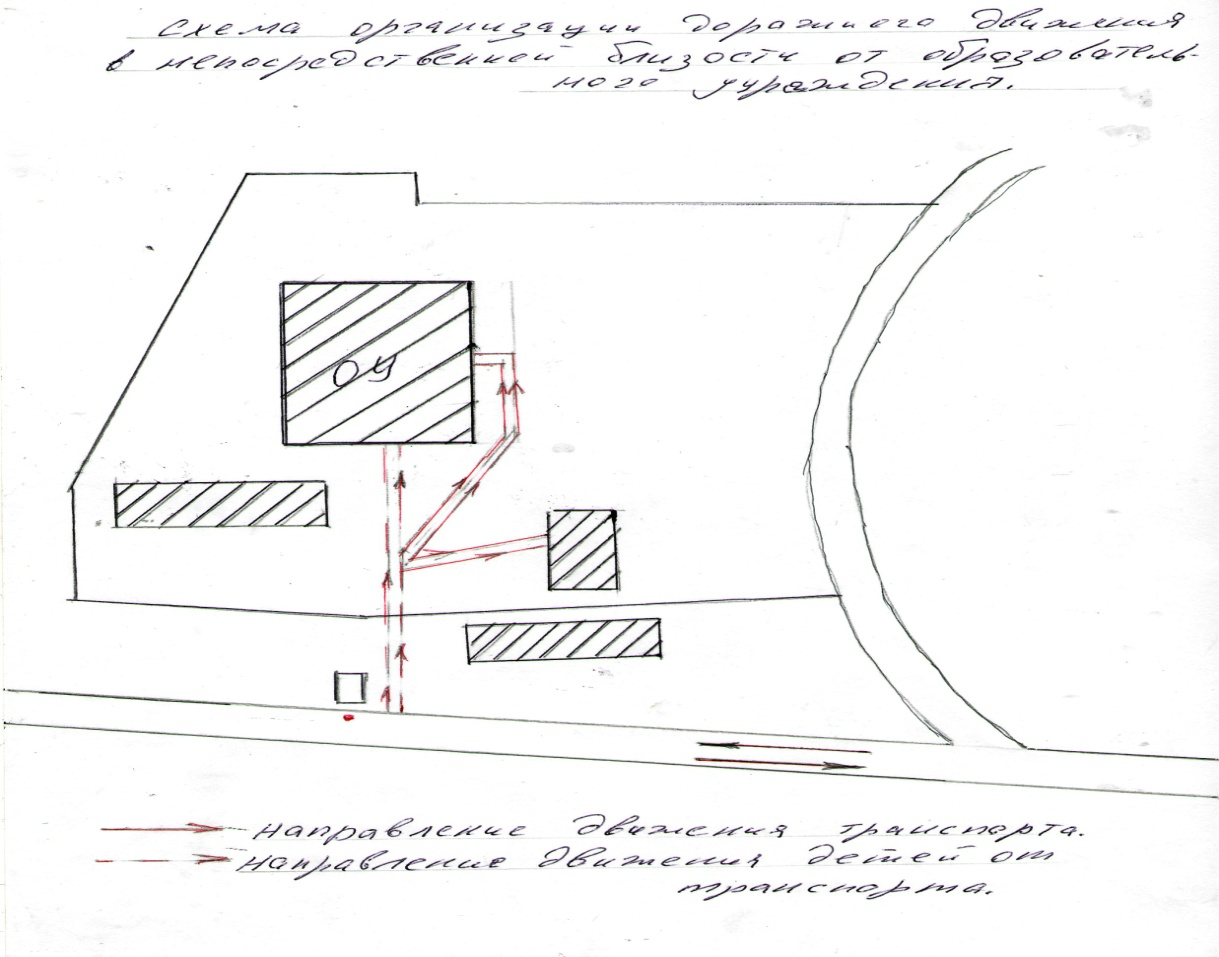 Схема организации дорожного движения
в непосредственной близости от образователь-
ного учреждения.
ОУ
направление движения транспорта.
направление движения детей от
транспорта.